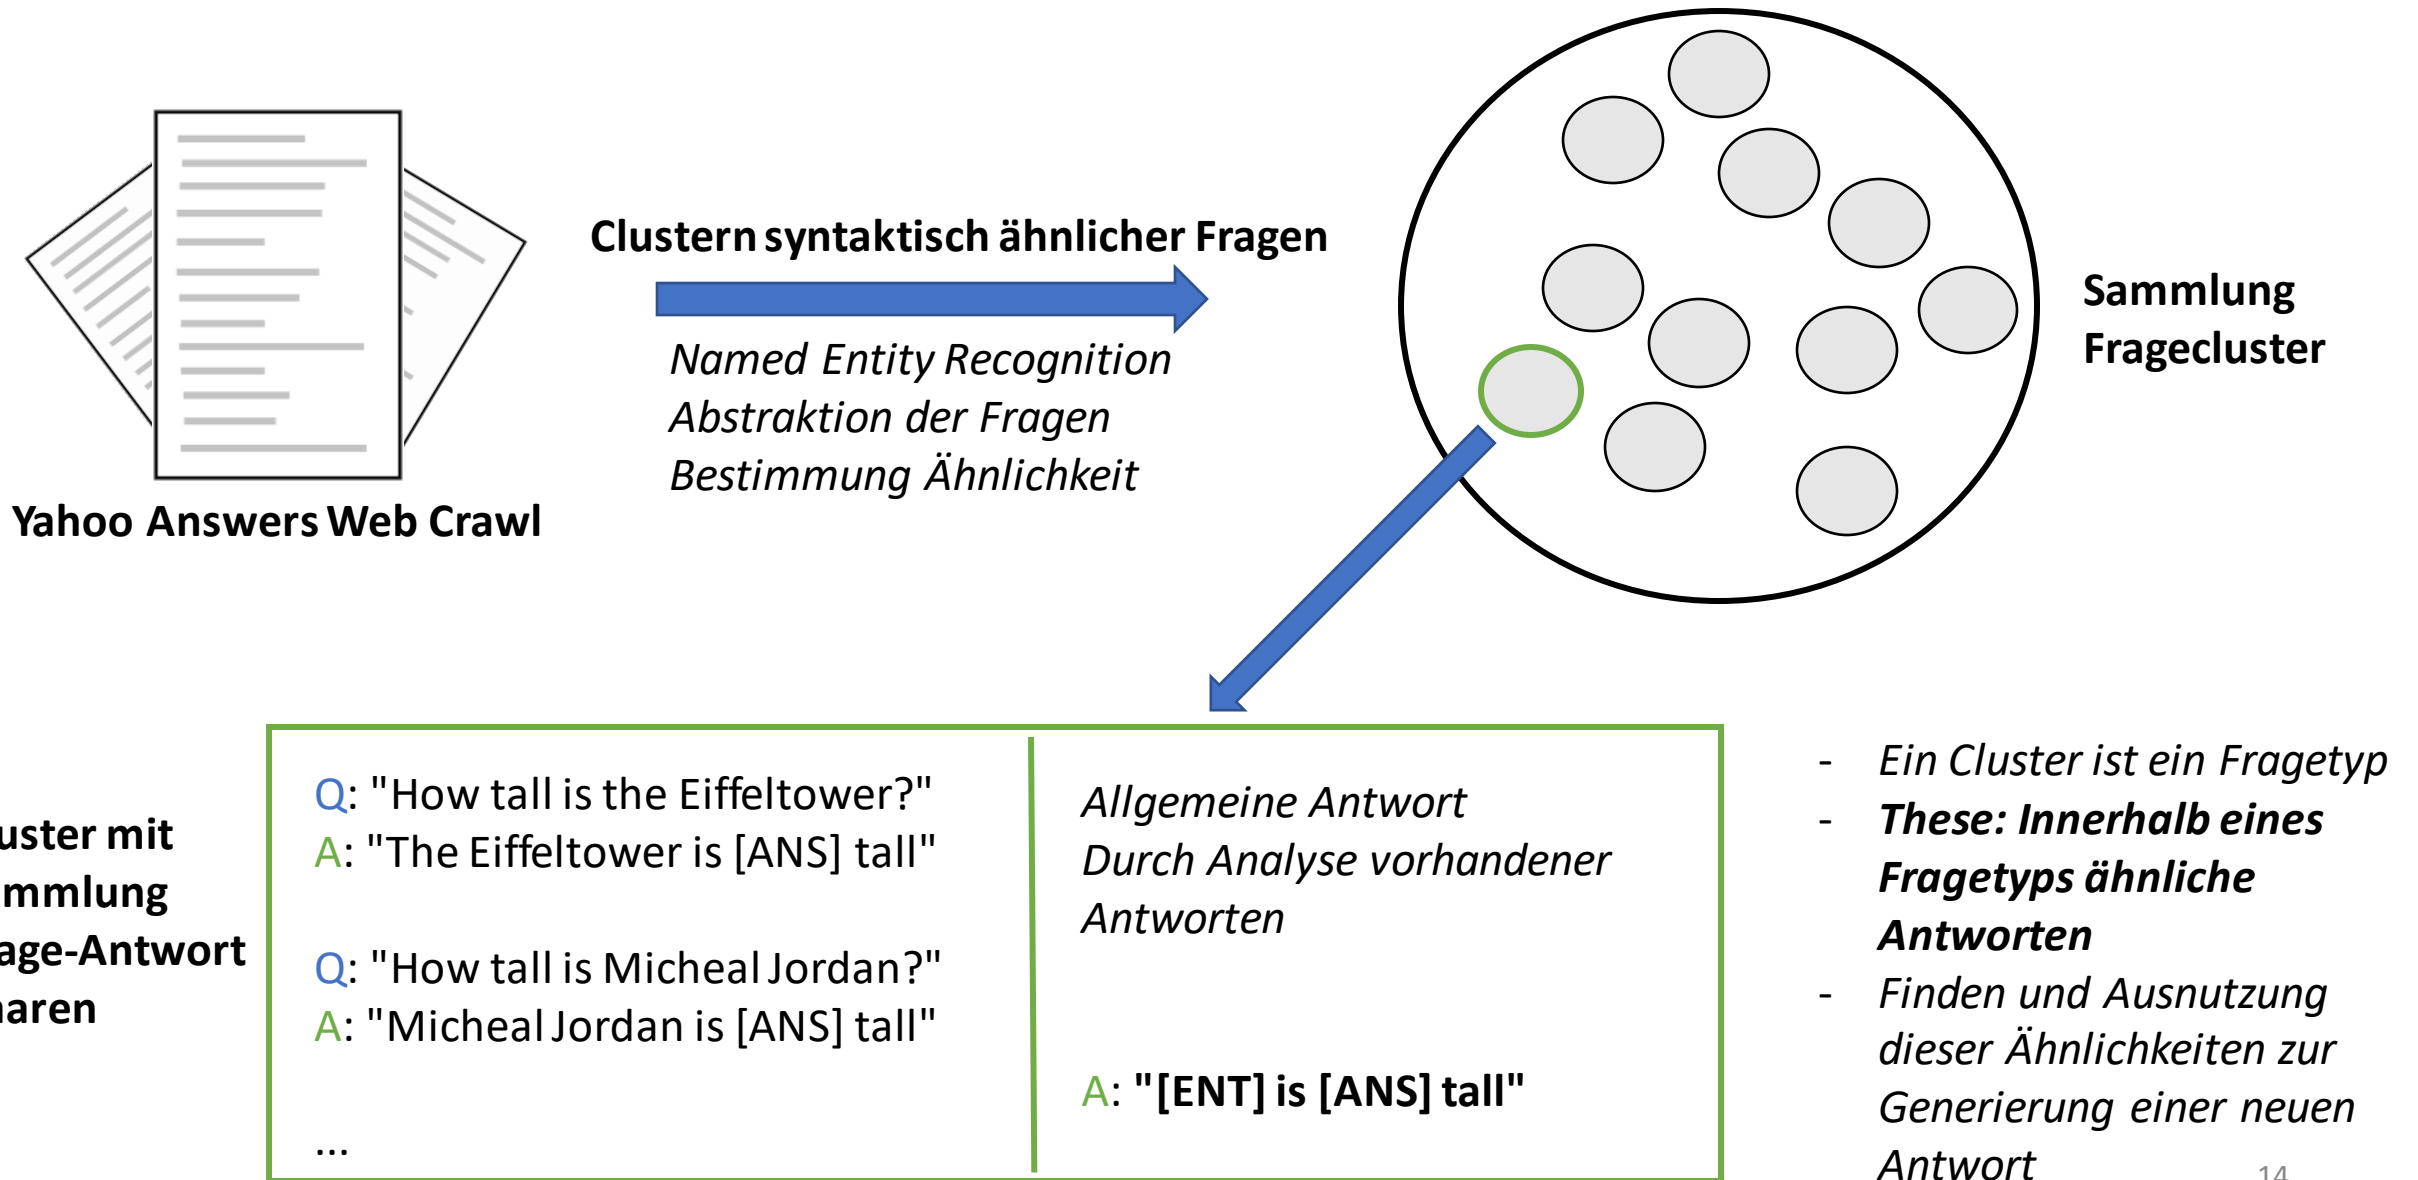 Clustern syntaktisch ähnlicher Fragen
Named Entity Recognition
Abstraktion der Fragen
Bestimmung Ähnlichkeit
Yahoo Answers Web Crawl
Sammlung
Fragecluster
uster mit
mmlung
age-Antwort
aren
Q: "How tall is the Eiffeltower?"
A: "The Eiffeltower is [ANS] tall"
Q: "How tall is Micheal Jordan?"
A: "Micheal Jordan is [ANS] tall"
...
Allgemeine Antwort
Durch Analyse vorhandener
Antworten
A: "[ENT] is [ANS] tall"
- Ein Cluster ist ein Fragetyp
- These: Innerhalb eines
Fragetyps ähnliche
Antworten
- Finden und Ausnutzung
dieser Ähnlichkeiten zur
Generierung einer neuen
Antwort
14